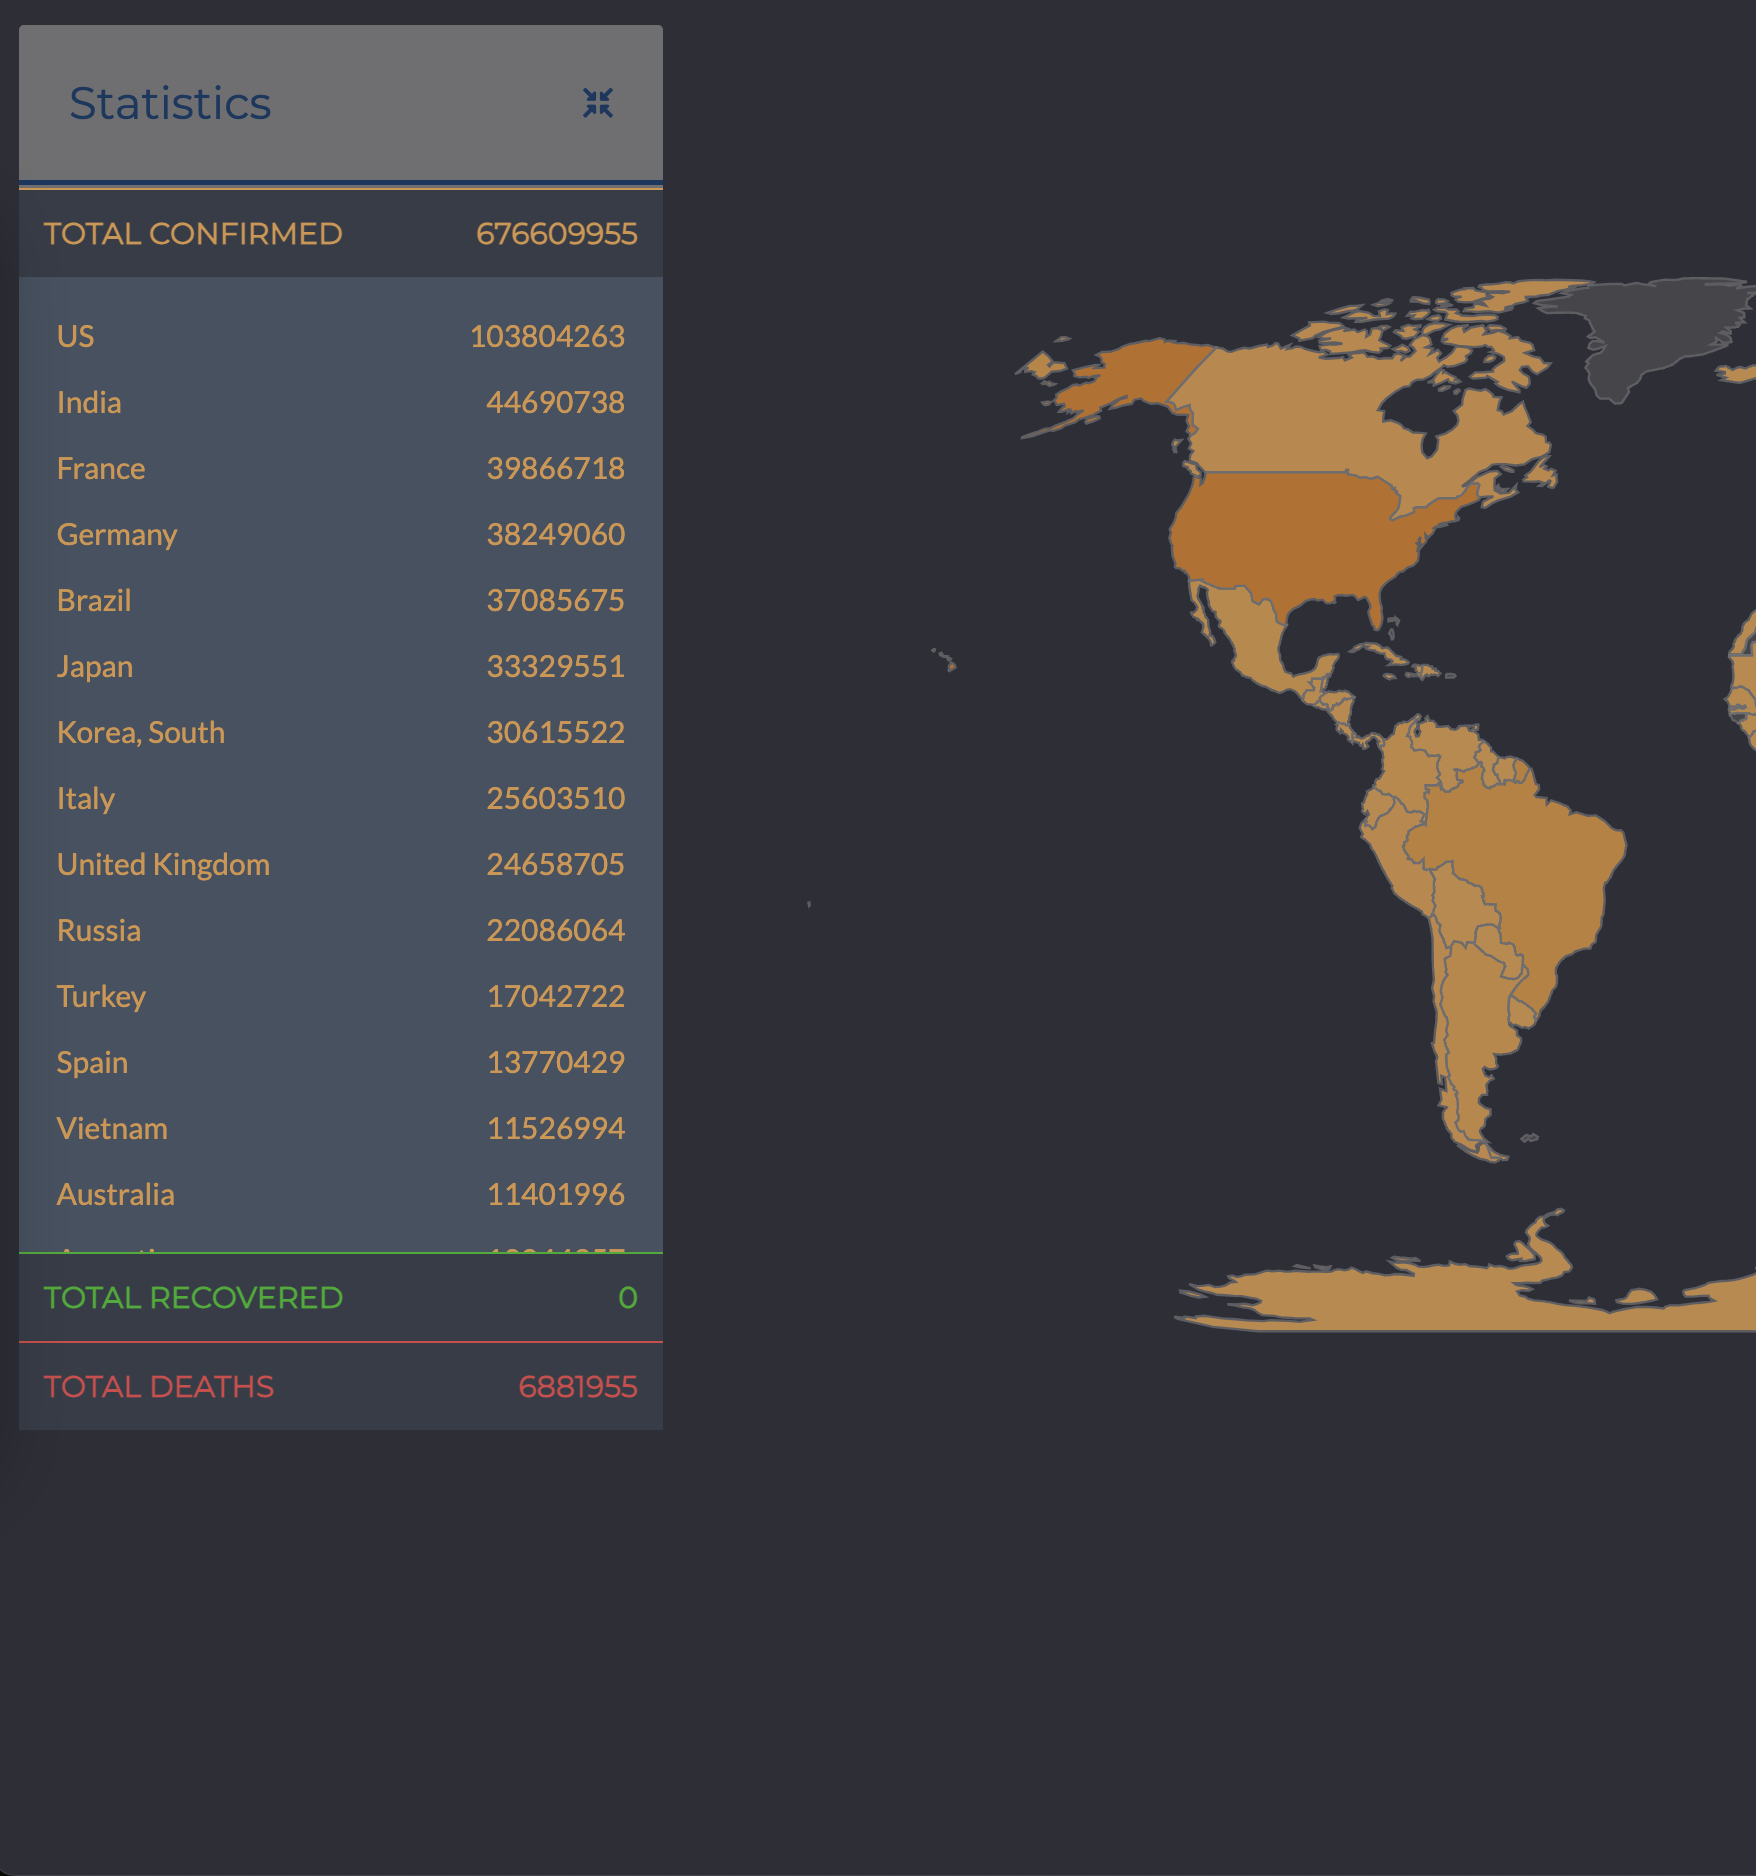 Statistics
TOTAL CONFIRMED 676609955
US 103804263
India 44690738
France 39866718
Germany 38249060
Brazil 37085675
Japan 33329551
Korea, South 30615522
Italy 25603510
United Kingdom 24658705
Russia 22086064
Turkey 17042722
Spain 13770429
Vietnam 11526994
Australia 11401996
TOTAL RECOVERED 0
TOTAL DEATHS 6881955